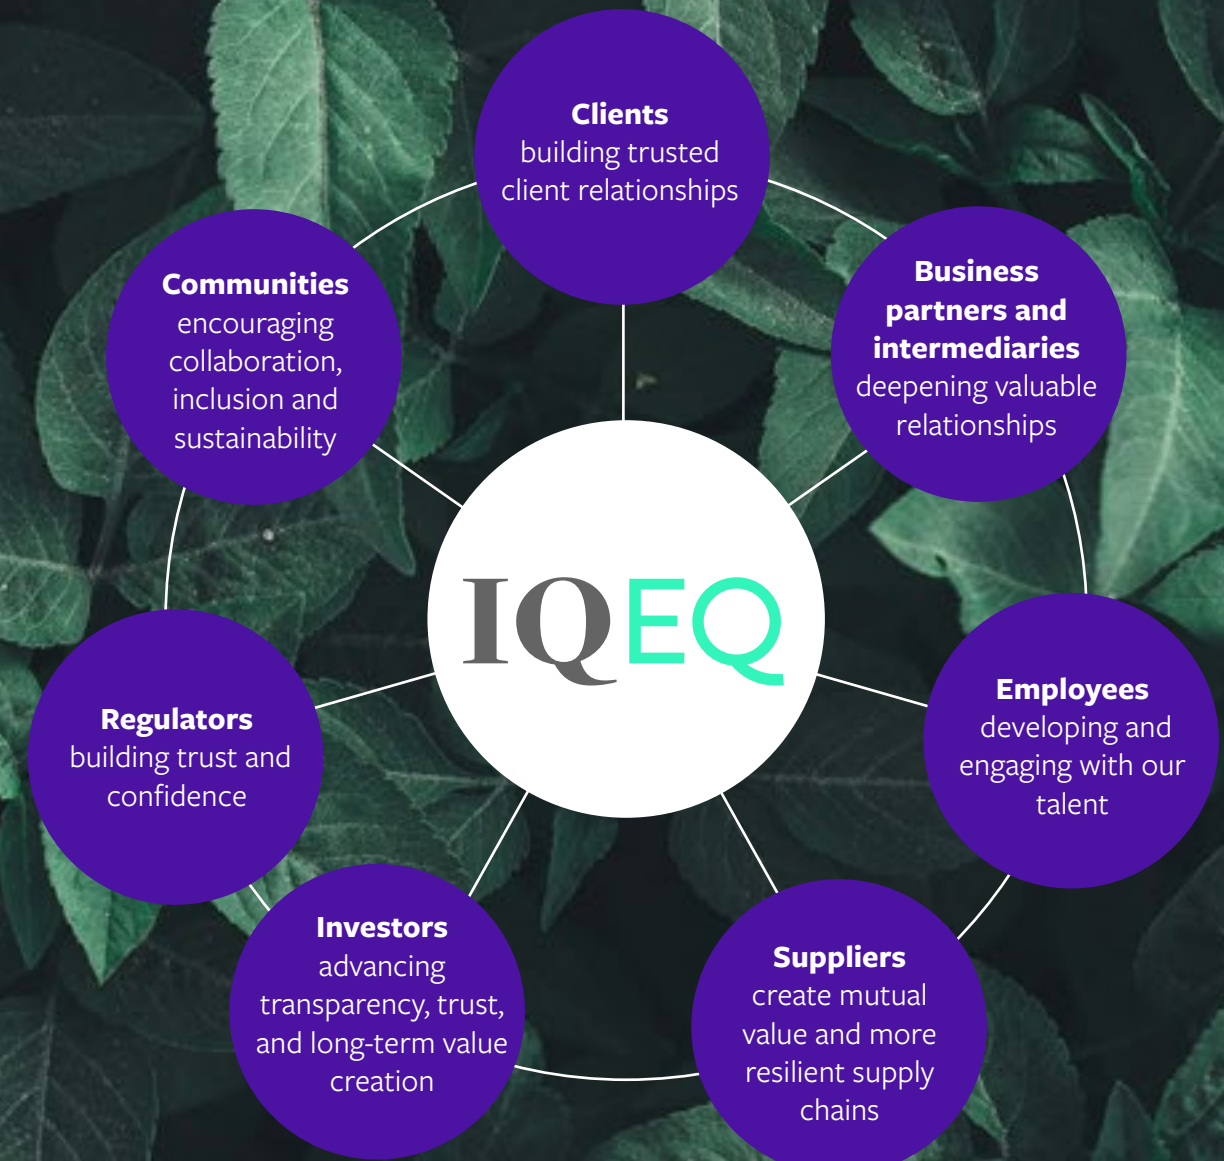 Clients
building trusted
client relationships
Business
partners and
intermediaries
deepening valuable
relationships
Employees
developing and
engaging with our
talent
Suppliers
create mutual
value and more
resilient supply
chains
Investors
advancing
transparency, trust,
and long-term value
creation
Regulators
building trust and
confidence
Communities
encouraging
collaboration,
inclusion and
sustainability
IQEQ